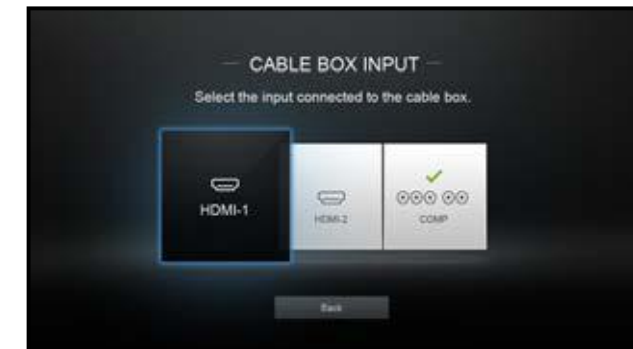 CABLE BOX INPUT
Select the input connected to the cable box.
HDMI-1
HDMI-2
COMP
Back